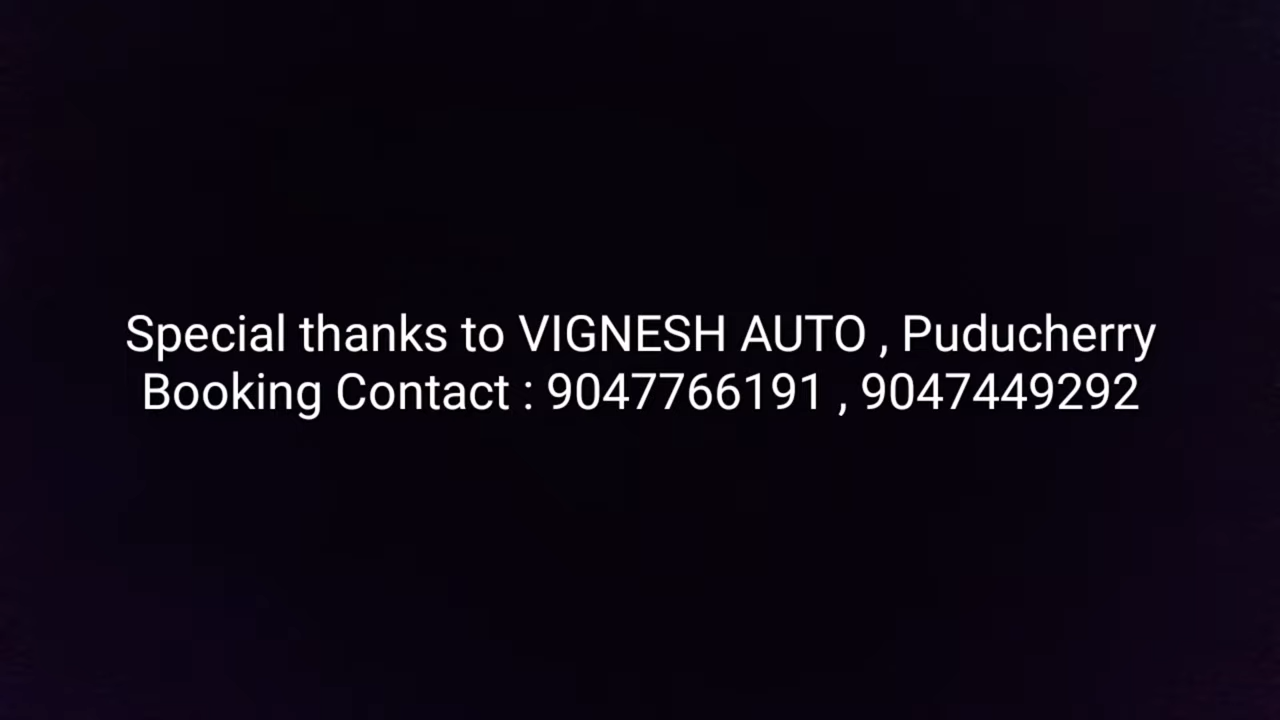 Special thanks to VIGNESH AUTO , Puducherry
Booking Contact : 9047766191 , 9047449292